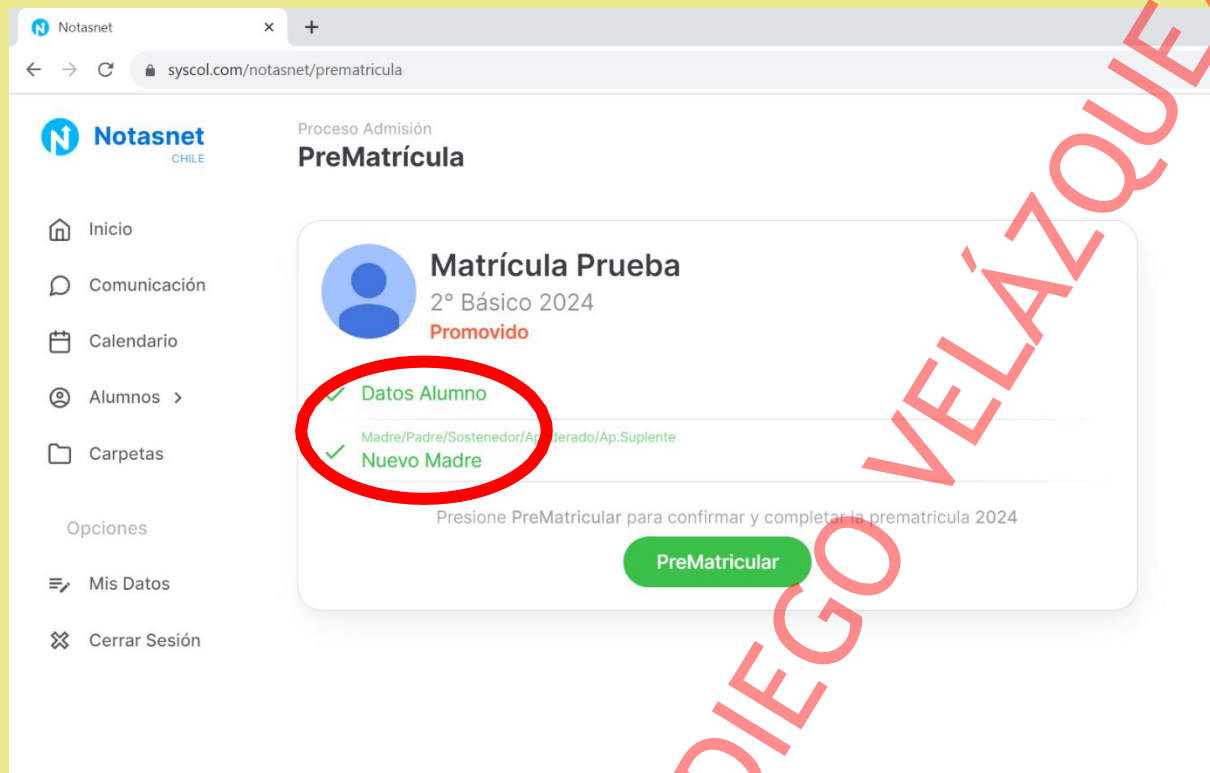 Notasnet
syscol.com/notasnet/prematricula
Notasnet
CHILE
Proceso Admisión
PreMatrícula
Inicio
Comunicación
Calendario
Alumnos
Carpetas
Opciones
Mis Datos
Cerrar Sesión
Matrícula Prueba
2° Básico 2024
Promovido
Datos Alumno
Madre/Padre/Sostenedor/Apoderado/Ap.Suplente
Nuevo Madre
Presione PreMatricular para confirmar y completar la prematricula 2024
PreMatricular
DIEGO VELÁZQUE